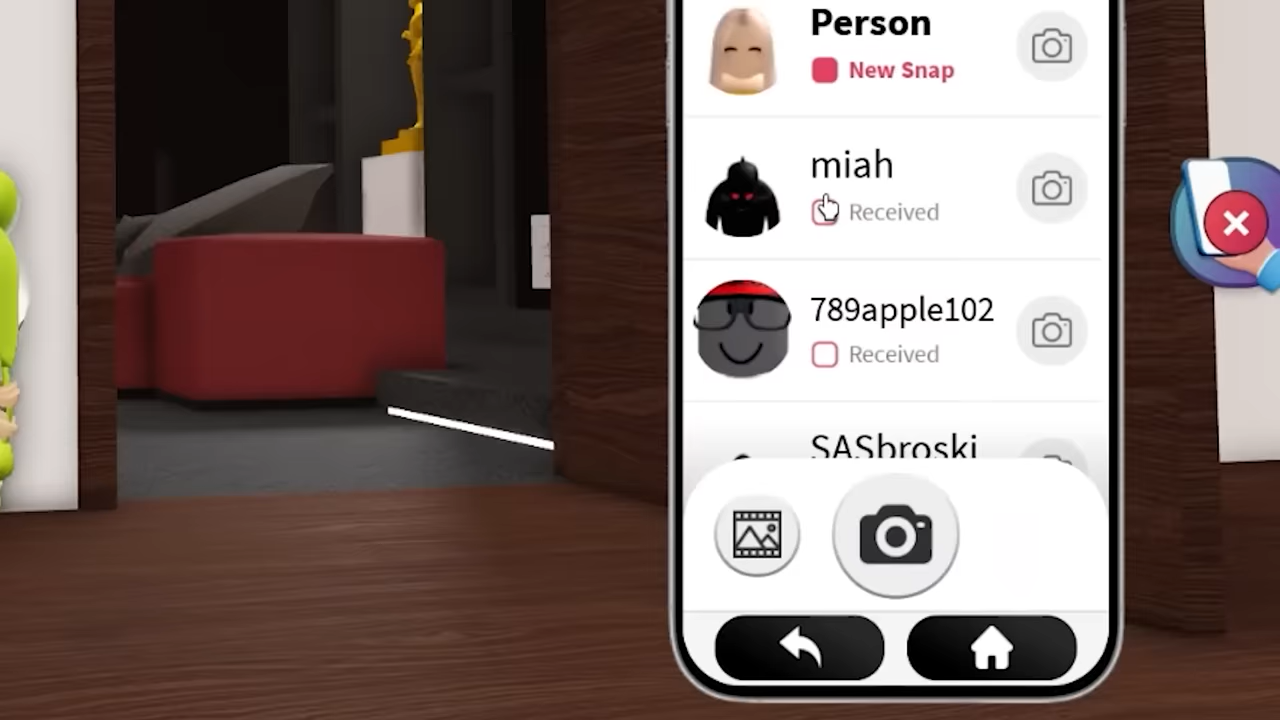 Person
New Snap
miah
Received
789apple102
Received
SASbroski